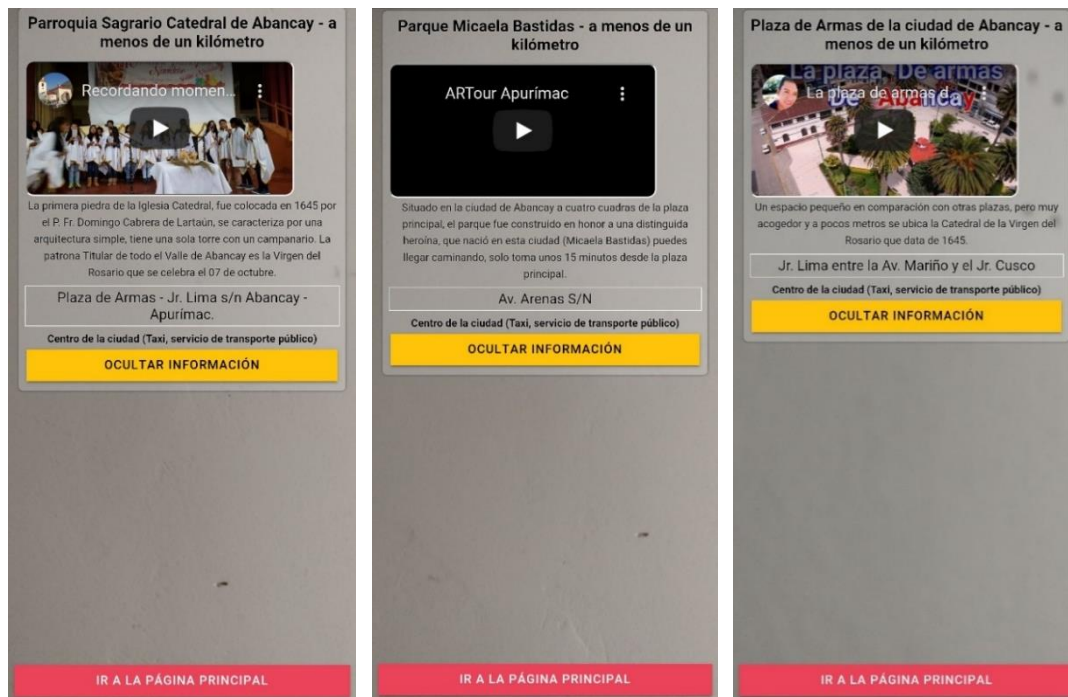 Parroquia Sagrario Catedral de Abancay - a
menos de un kilómetro
Recordando momen...
La primera piedra de la Iglesia Catedral, fue colocada en 1645 por
el P. Fr. Domingo Cabrera de Lartaún, se caracteriza por una
arquitectura simple, tiene una sola torre con un campanario. La
patrona Titular de todo el Valle de Abancay es la Virgen del
Rosario que se celebra el 07 de octubre.
Plaza de Armas - Jr. Lima s/n Abancay -
Apurímac.
Centro de la ciudad (Taxi, servicio de transporte público)
OCULTAR INFORMACIÓN
IR A LA PÁGINA PRINCIPAL
Parque Micaela Bastidas - a menos de un
kilómetro
ARTour Apurímac
Situado en la ciudad de Abancay a cuatro cuadras de la plaza
principal, el parque fue construido en honor a una distinguida
heroína, que nació en esta ciudad (Micaela Bastidas) puedes
llegar caminando, solo toma unos 15 minutos desde la plaza
principal.
Av. Arenas S/N
Centro de la ciudad (Taxi, servicio de transporte público)
OCULTAR INFORMACIÓN
IR A LA PÁGINA PRINCIPAL
Plaza de Armas de la ciudad de Abancay - a
menos de un kilómetro
La plaza De armas
De Abancay
La plaza de armas d...
Un espacio pequeño en comparación con otras plazas, pero muy
acogedor y a pocos metros se ubica la Catedral de la Virgen del
Rosario que data de 1645.
Jr. Lima entre la Av. Mariño y el Jr. Cusco
Centro de la ciudad (Taxi, servicio de transporte público)
OCULTAR INFORMACIÓN
IR A LA PÁGINA PRINCIPAL